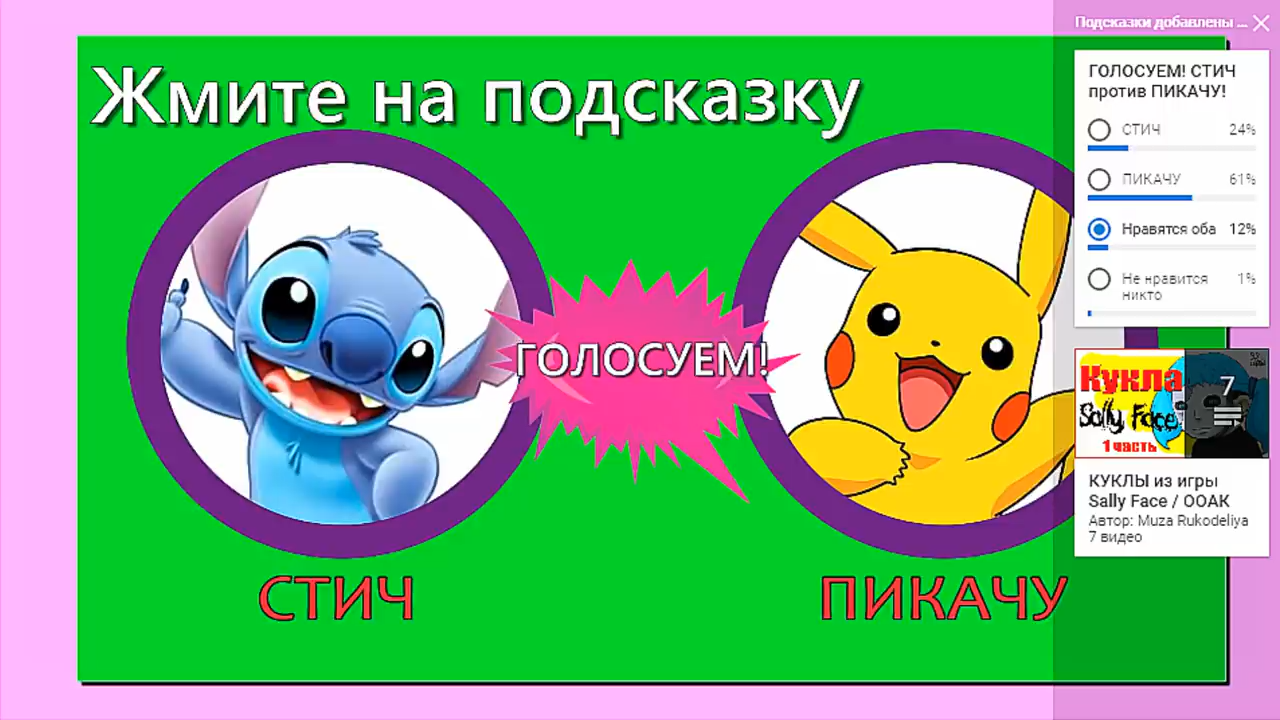 Жмите на подсказку
ГОЛОСУЕМ!
СТИЧ
ПИКАЧУ
Подсказки добавлены ...
ГОЛОСУЕМ! СТИЧ
против ПИКАЧУ!
СТИЧ 24%
ПИКАЧУ 61%
Нравятся оба 12%
Не нравится 1%
никто
Кукла
Sally Face
1 часть
7
КУКЛЫ из игры
Sally Face / ООАК
Автор: Muza Rukodeliya
7 видео